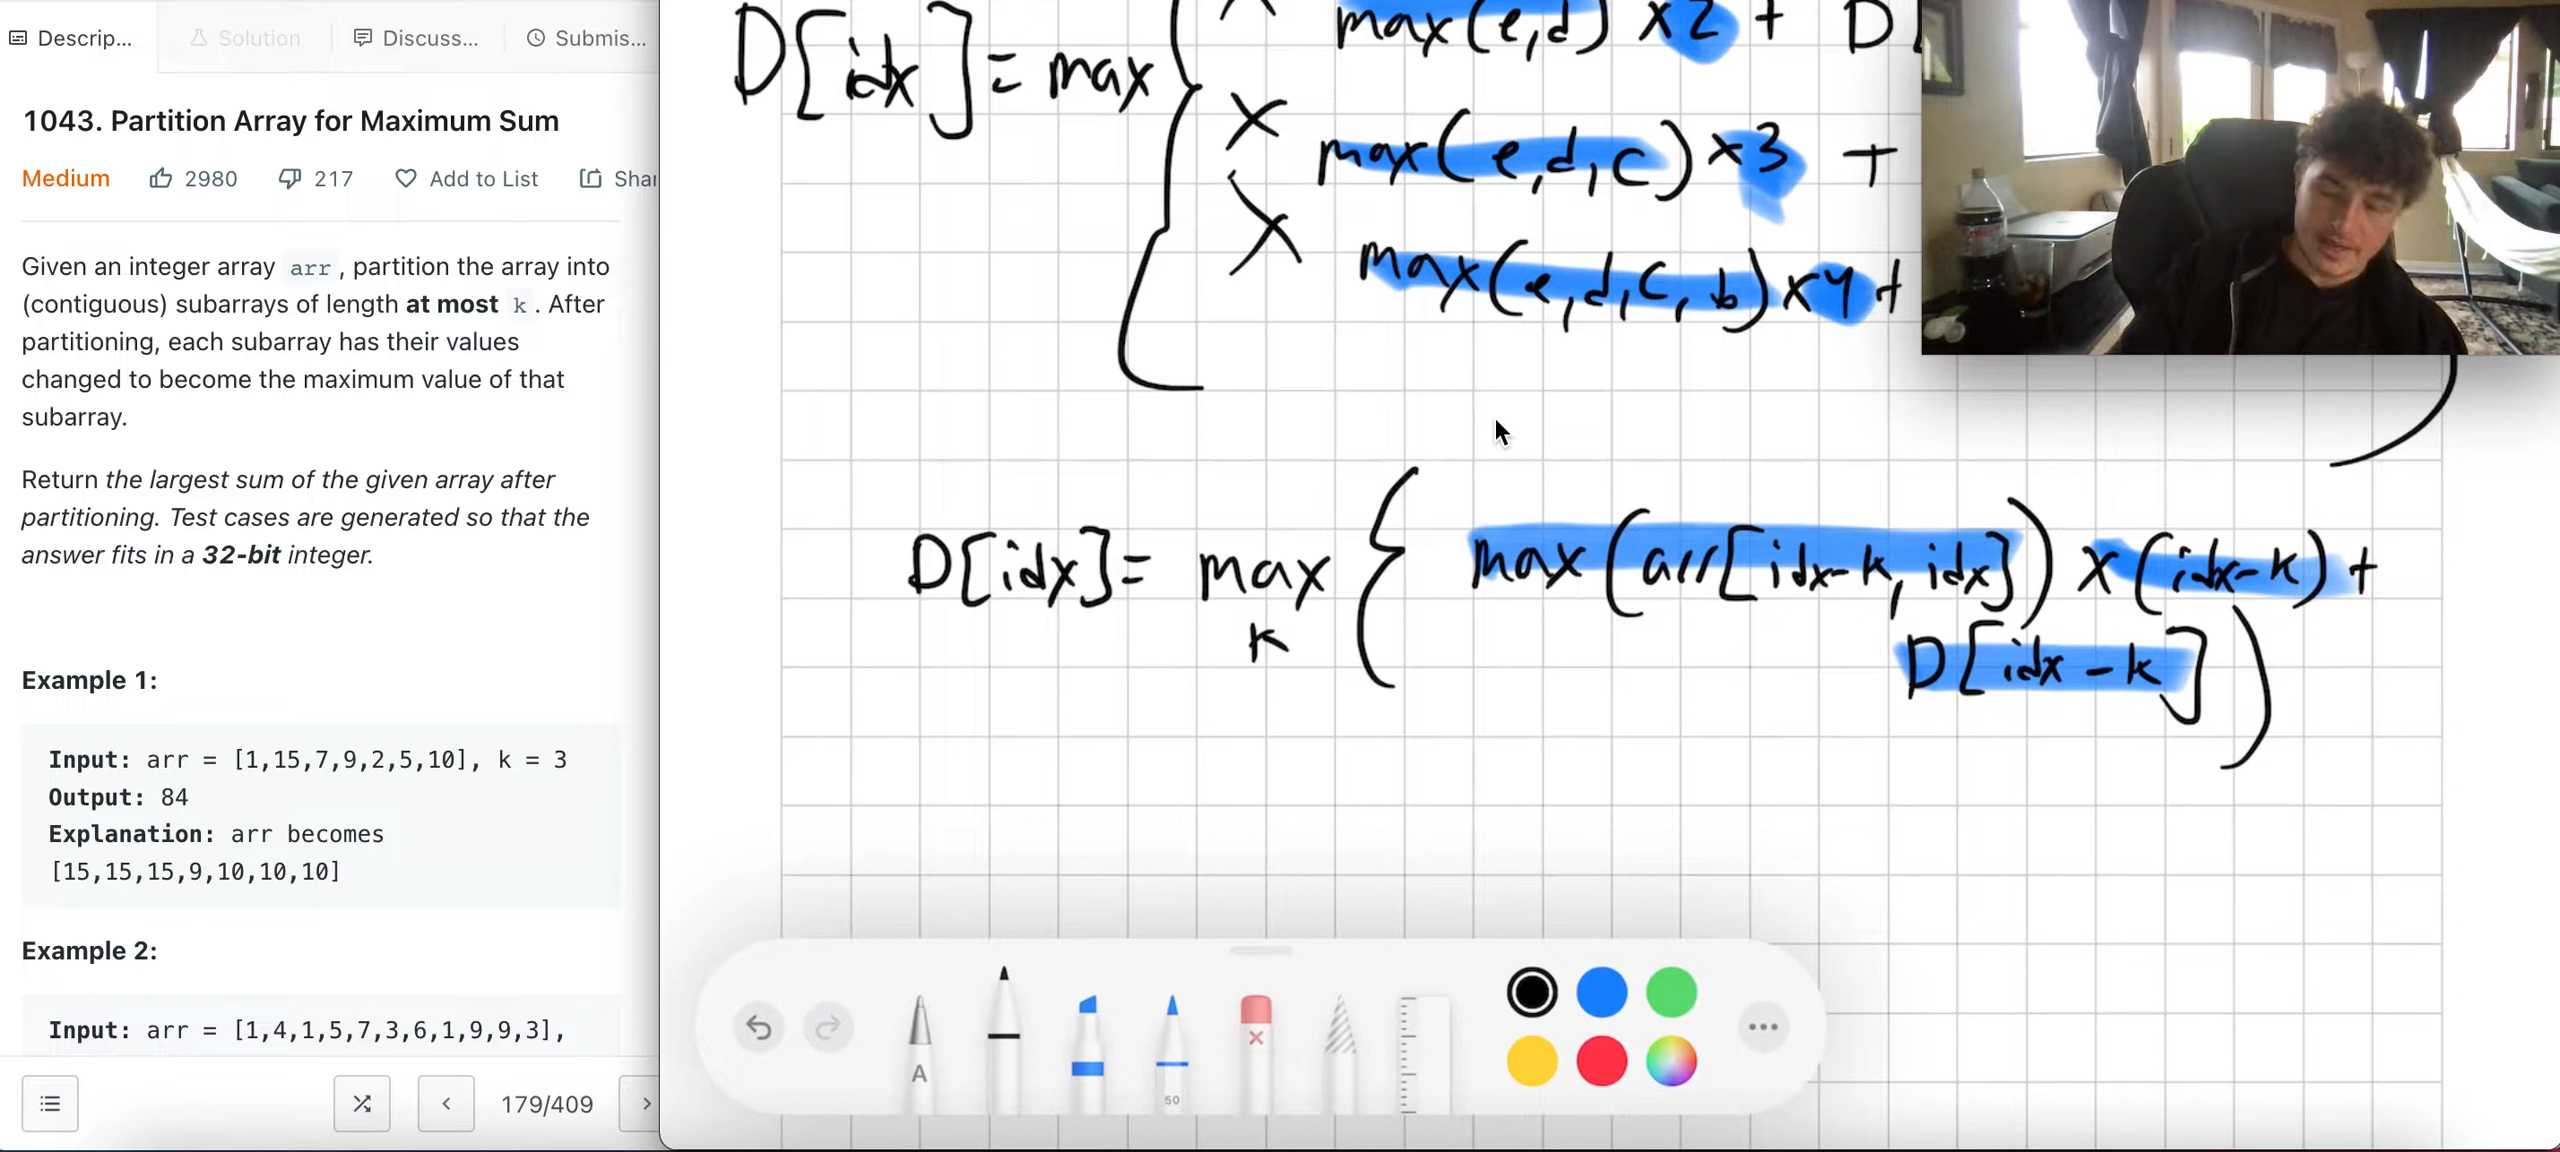 Descrip...
Solution
Discuss...
Submis...
1043. Partition Array for Maximum Sum
Medium 2980 217 Add to List Shar
Given an integer array arr , partition the array into
(contiguous) subarrays of length at most k . After
partitioning, each subarray has their values
changed to become the maximum value of that
subarray.
Return the largest sum of the given array after
partitioning. Test cases are generated so that the
answer fits in a 32-bit integer.
Example 1:
Input: arr = [1,15,7,9,2,5,10], k = 3
Output: 84
Explanation: arr becomes
[15,15,15,9,10,10,10]
Example 2:
Input: arr = [1,4,1,5,7,3,6,1,9,9,3],
179/409
max(e,d) x2 + D[
D[idx] = max
max(e,d,c) x3 +
max(e,d,c,b) x4 +
D[idx] = max { max(arr[idx-k, idx]) x (idx-k) +
k
D[idx - k] )
A
50